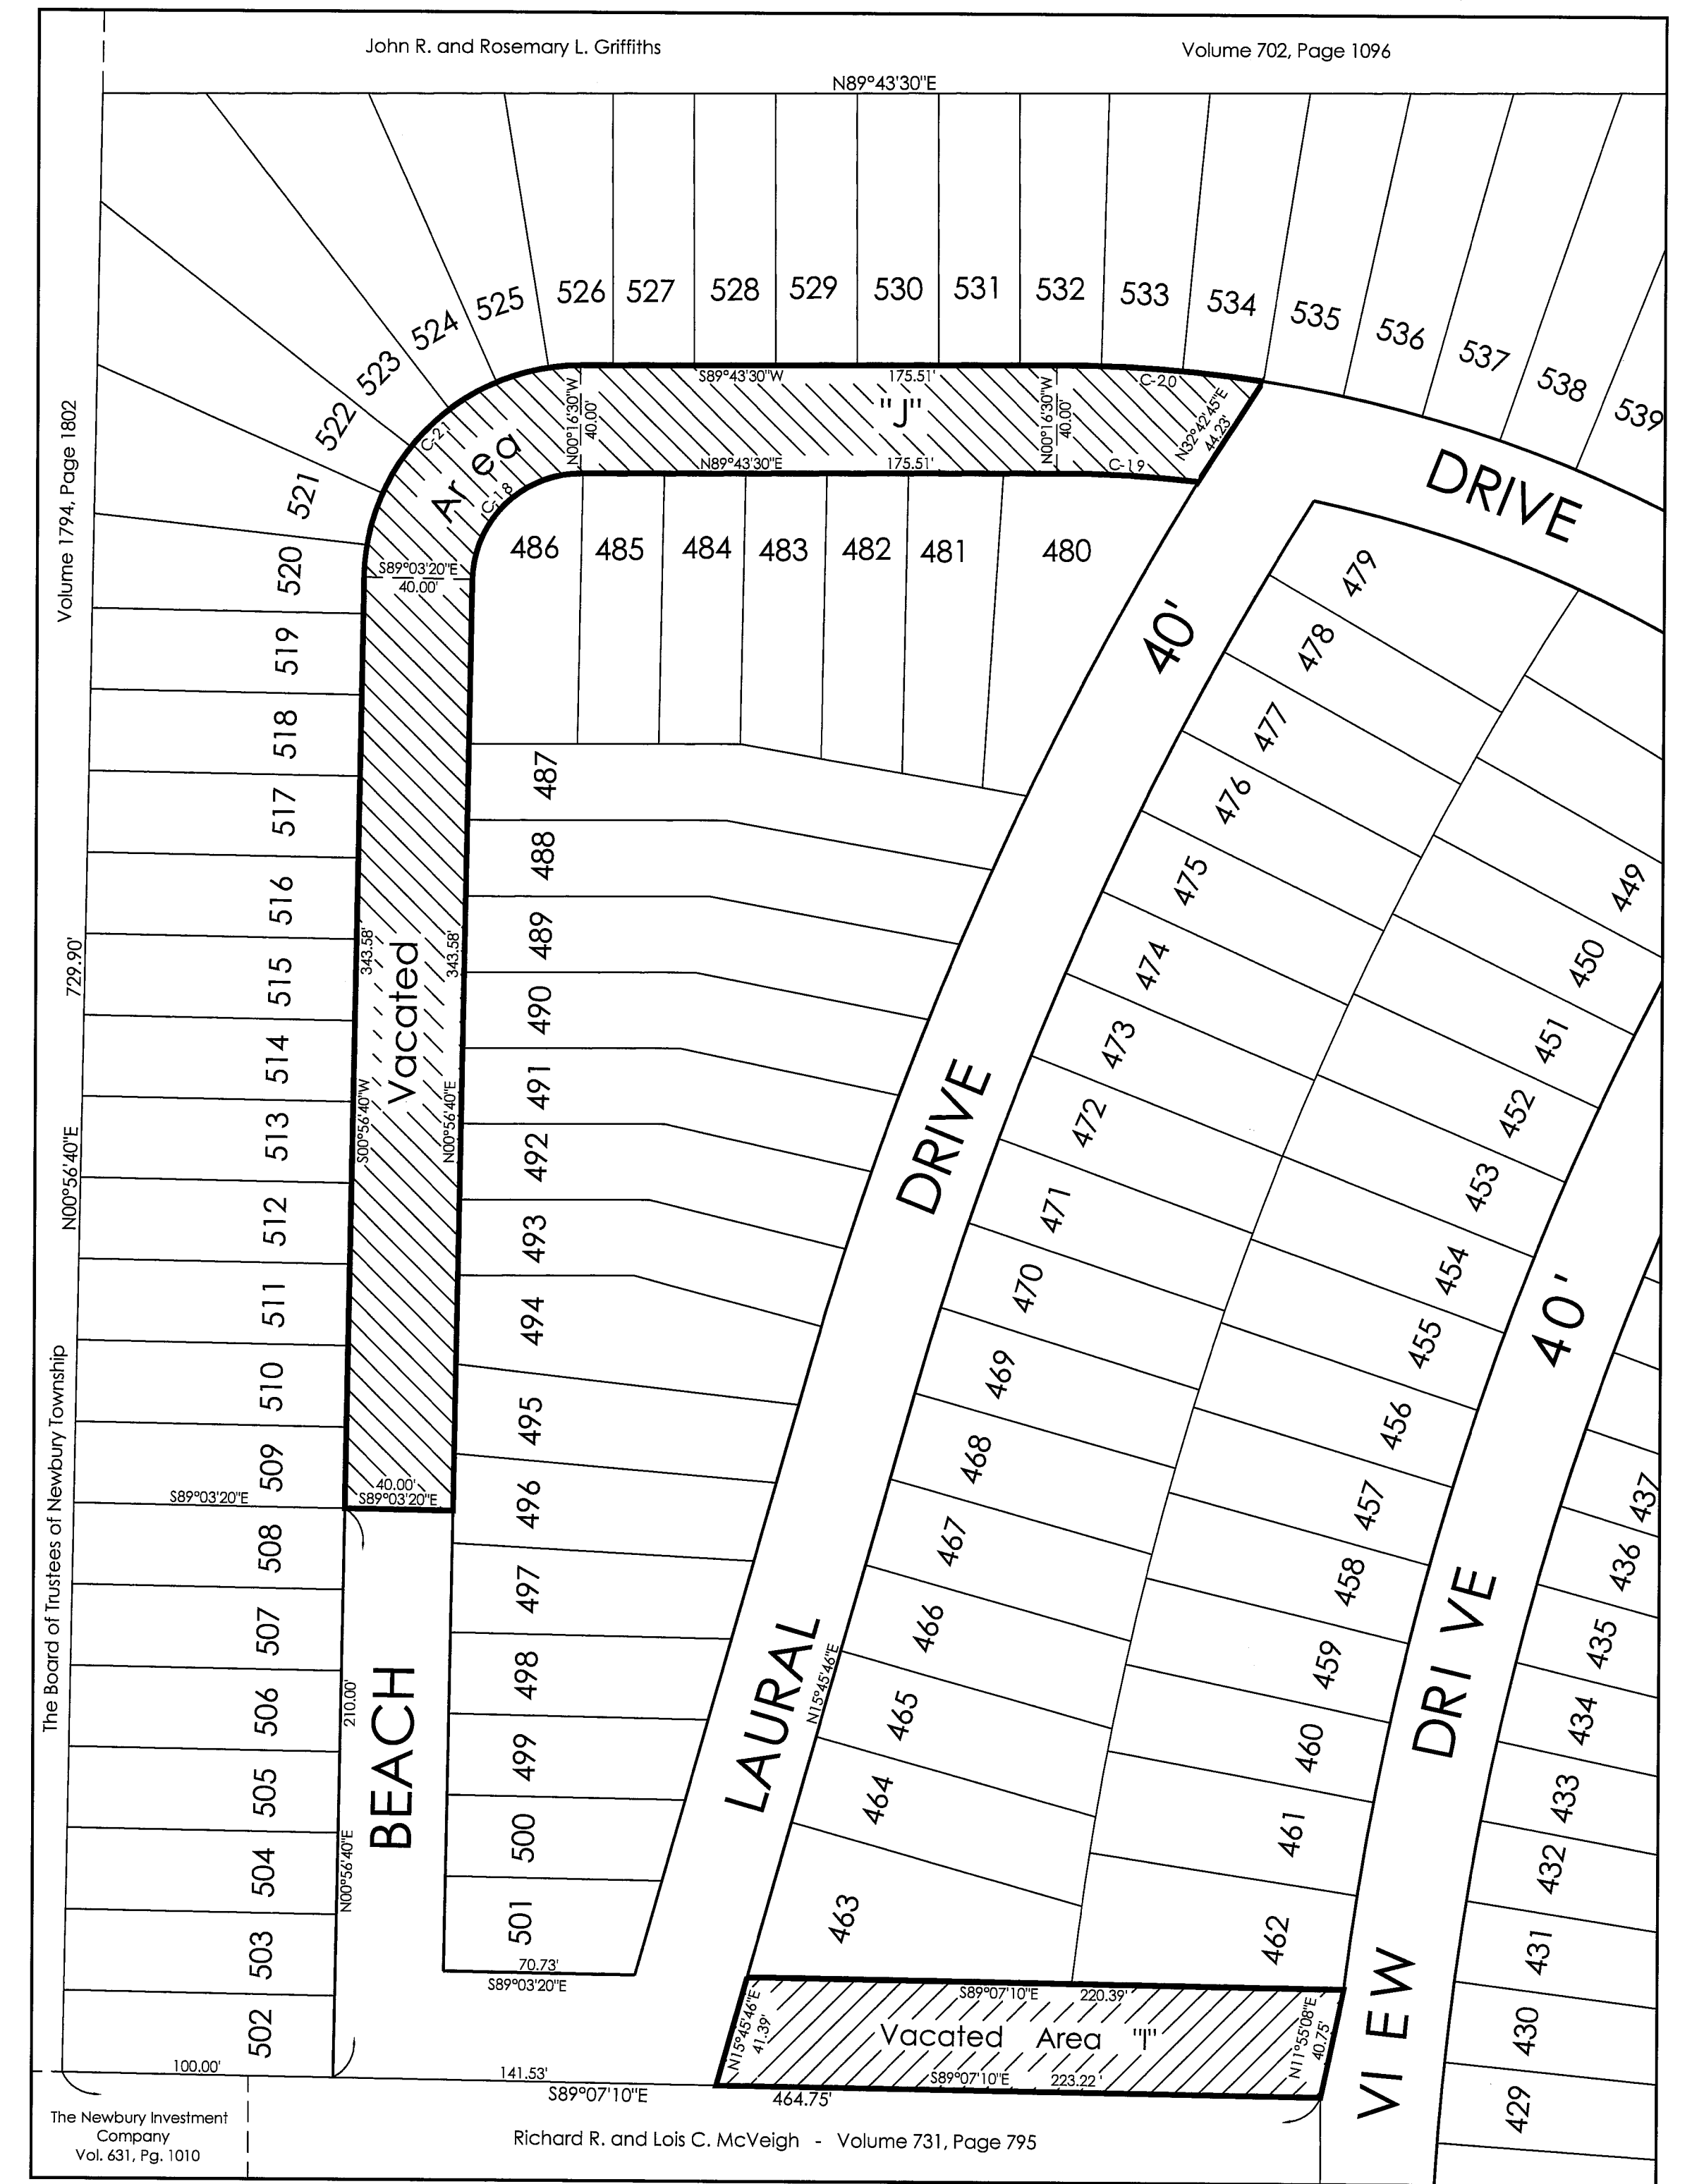 John R. and Rosemary L. Griffiths
Volume 702, Page 1096
N89°43'30"E
526
527
528
529
530
531
532
533
534
535
536
537
538
539
525
524
523
522
521
520
519
518
517
516
515
514
513
512
511
510
509
508
507
506
505
504
503
502
S89°43'30"W
175.51'
C-20
"J"
N00°16'30"W
40.00'
N00°16'30"W
40.00'
N32°42'45"E
44.23'
N89°43'30"E
175.51'
C-19
C-21
Area
C-18
S89°03'20"E
40.00'
Vacated
343.58'
S00°56'40"W
343.58'
N00°56'40"E
40.00'
S89°03'20"E
S89°03'20"E
486
485
484
483
482
481
480
487
488
489
490
491
492
493
494
495
496
497
498
499
500
501
70.73'
S89°03'20"E
BEACH
210.00'
N00°56'40"E
DRIVE
40'
DRIVE
LAURAL
N15°45'46"E
479
478
477
476
475
474
473
472
471
470
469
468
467
466
465
464
463
449
450
451
452
453
454
455
456
457
458
459
460
461
462
40'
DRIVE
VIEW
437
436
435
434
433
432
431
430
429
S89°07'10"E
220.39'
N15°45'46"E
41.39'
Vacated Area "I"
N11°55'08"E
40.75'
S89°07'10"E
223.22'
100.00'
141.53'
S89°07'10"E
464.75'
Volume 1794, Page 1802
729.90'
N00°56'40"E
The Board of Trustees of Newbury Township
The Newbury Investment
Company
Vol. 631, Pg. 1010
Richard R. and Lois C. McVeigh - Volume 731, Page 795